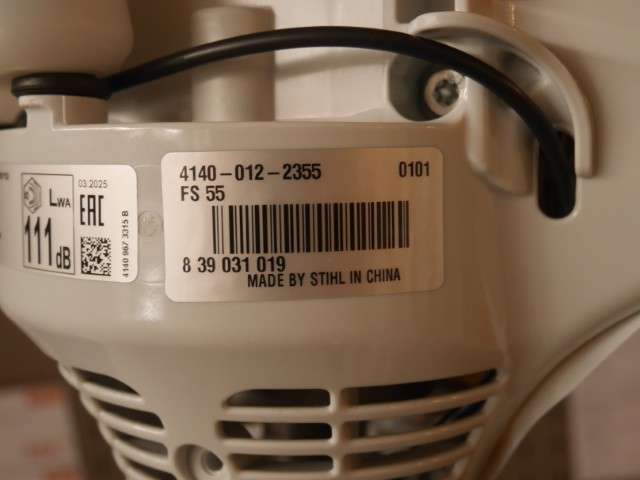 4140-012-2355 0101
FS 55
8 39 031 019
MADE BY STIHL IN CHINA
LWA
111 dB
03.2025
EAC
4140 967 3315 B